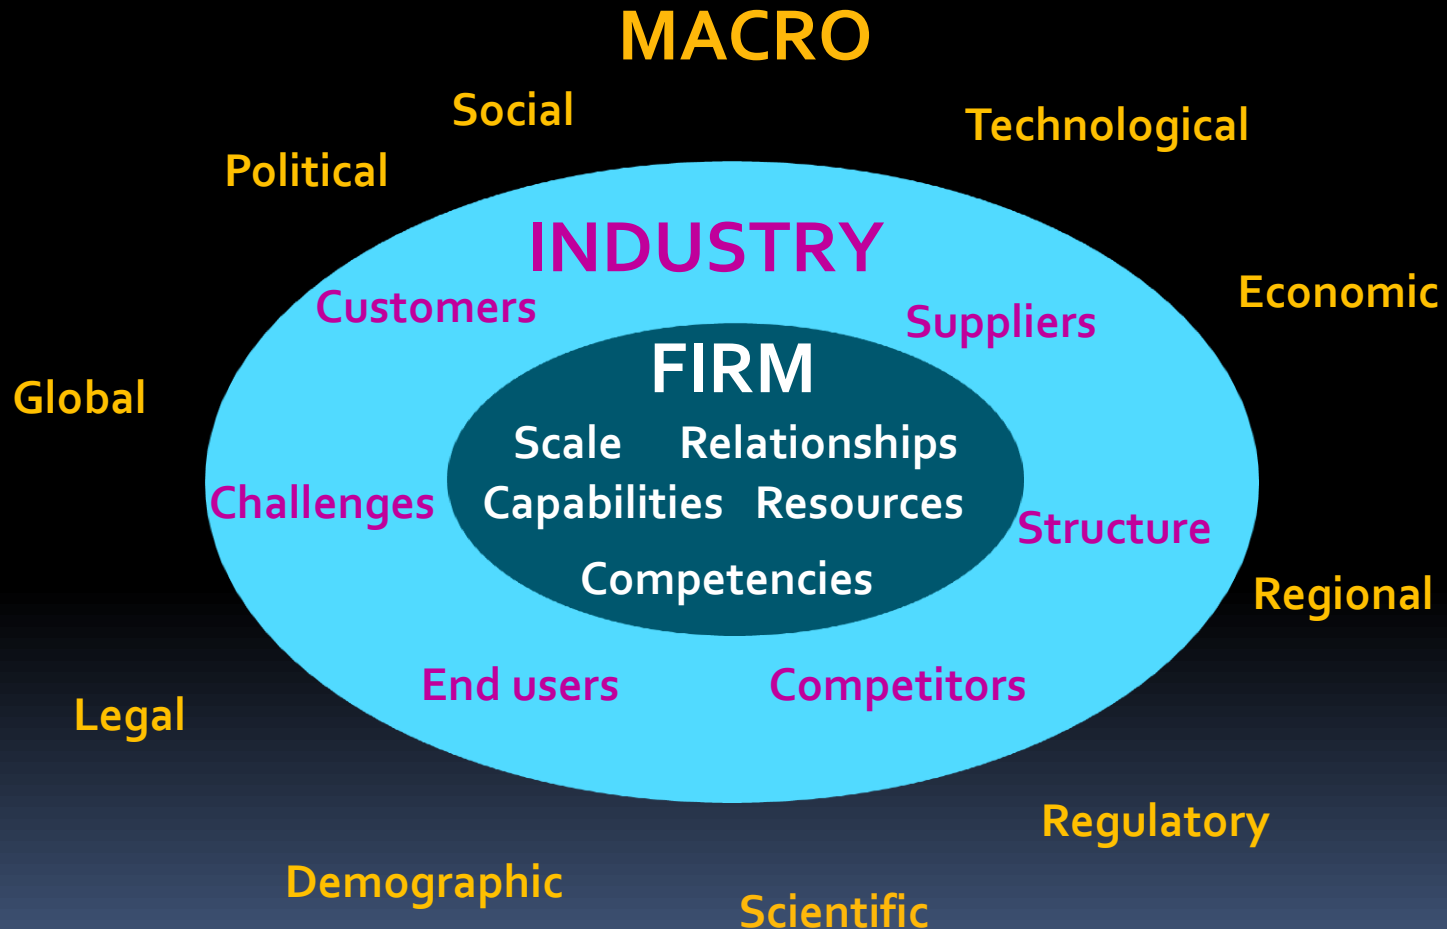 MACRO
Social
Technological
Political
INDUSTRY
Economic
Customers
Suppliers
FIRM
Global
Scale Relationships
Challenges
Capabilities Resources
Structure
Competencies
Regional
End users
Competitors
Legal
Regulatory
Demographic
Scientific